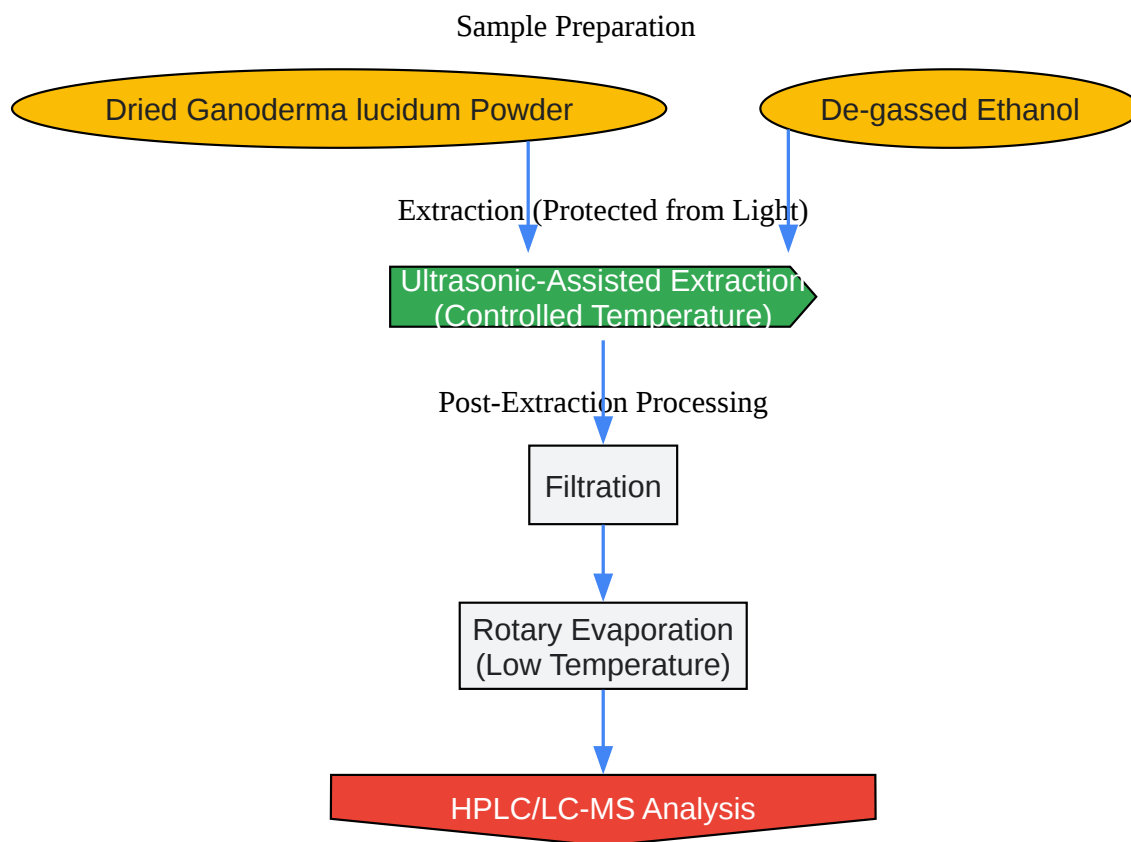 Sample Preparation
Dried Ganoderma lucidum Powder
De-gassed Ethanol
Extraction (Protected from Light)
Ultrasonic-Assisted Extraction
(Controlled Temperature)
Post-Extraction Processing
Filtration
Rotary Evaporation
(Low Temperature)
HPLC/LC-MS Analysis